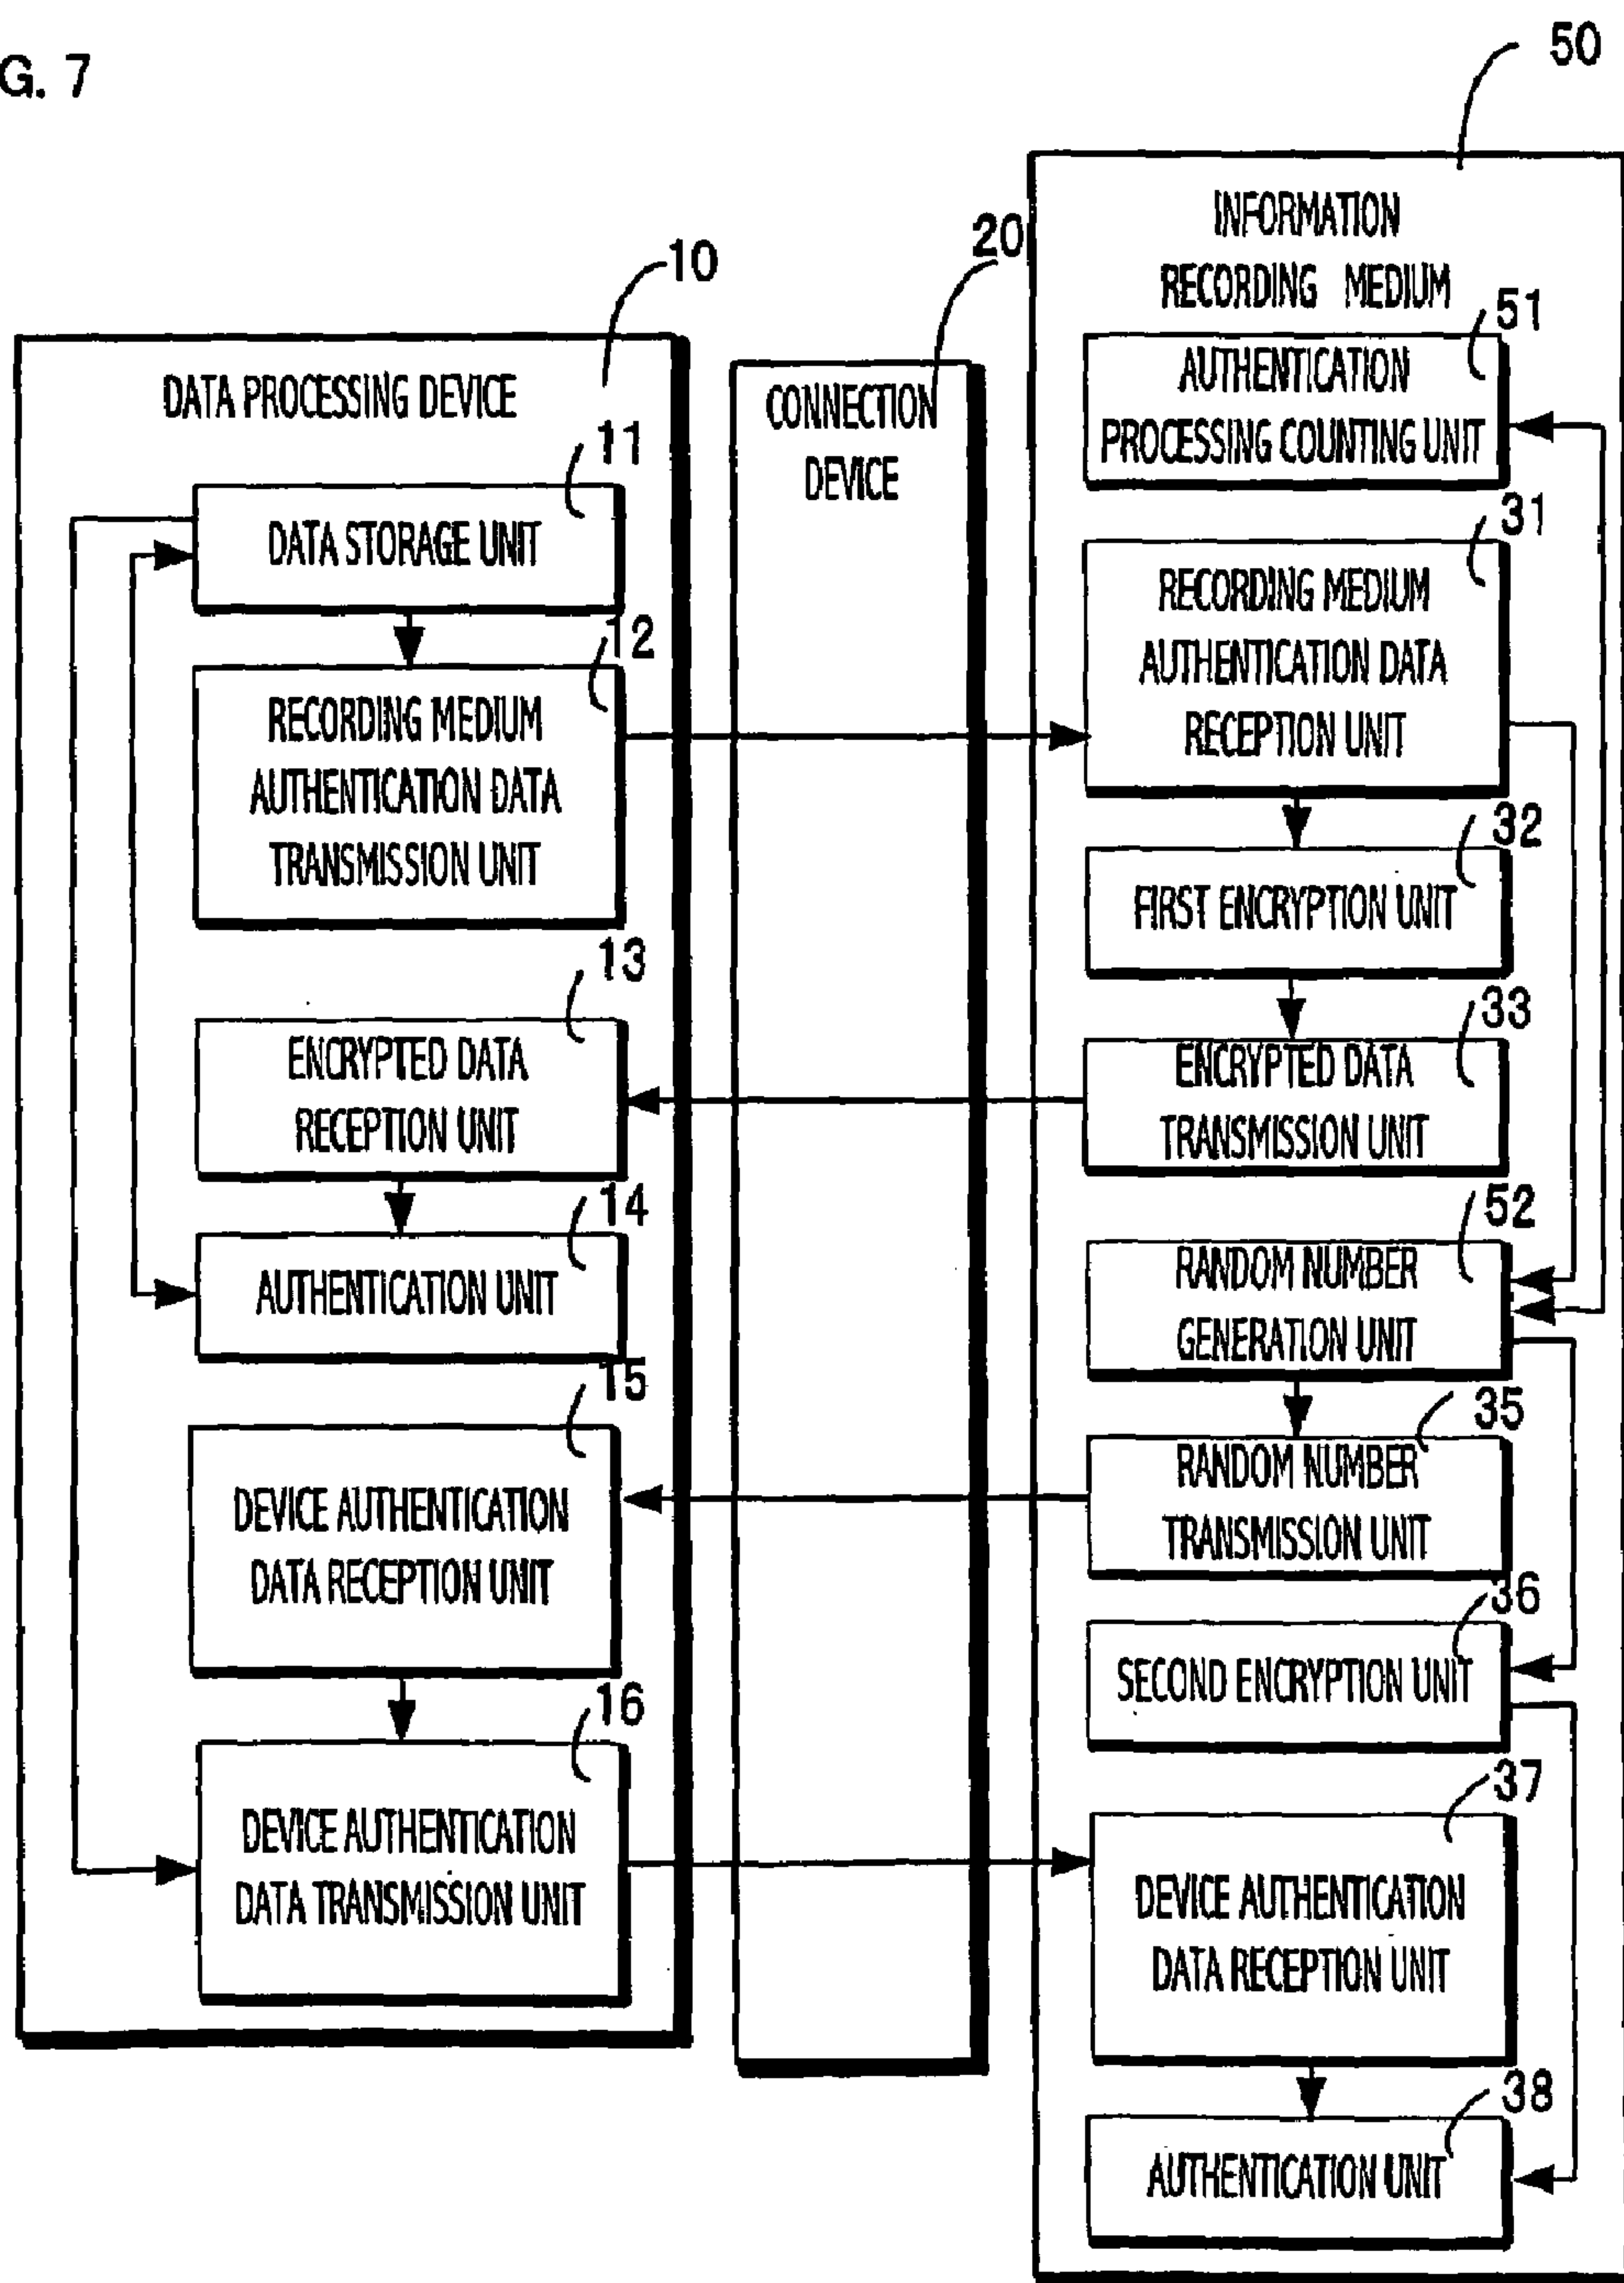 G. 7
50
INFORMATION
RECORDING MEDIUM
20
10
51
AUTHENTICATION
PROCESSING COUNTING UNIT
DATA PROCESSING DEVICE
CONNECTION
DEVICE
11
DATA STORAGE UNIT
31
RECORDING MEDIUM
AUTHENTICATION DATA
RECEPTION UNIT
12
RECORDING MEDIUM
AUTHENTICATION DATA
TRANSMISSION UNIT
32
FIRST ENCRYPTION UNIT
13
ENCRYPTED DATA
RECEPTION UNIT
33
ENCRYPTED DATA
TRANSMISSION UNIT
14
AUTHENTICATION UNIT
52
RANDOM NUMBER
GENERATION UNIT
15
DEVICE AUTHENTICATION
DATA RECEPTION UNIT
35
RANDOM NUMBER
TRANSMISSION UNIT
36
SECOND ENCRYPTION UNIT
16
DEVICE AUTHENTICATION
DATA TRANSMISSION UNIT
37
DEVICE AUTHENTICATION
DATA RECEPTION UNIT
38
AUTHENTICATION UNIT